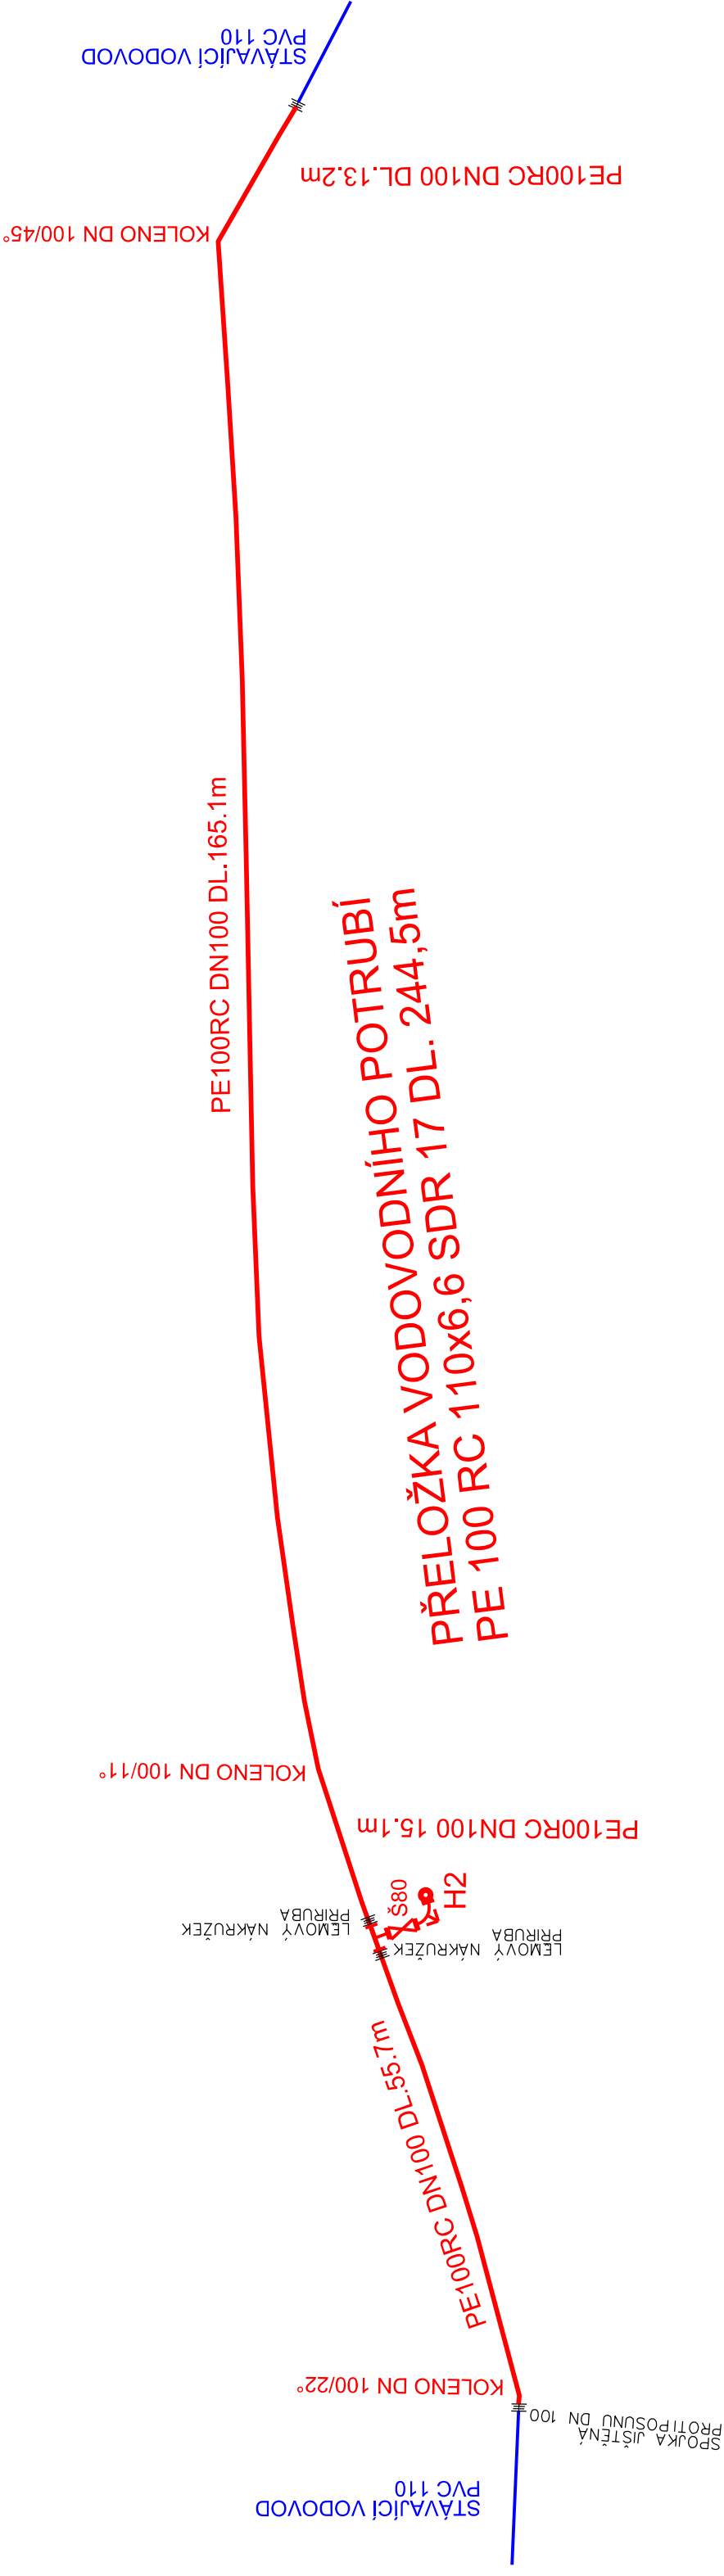 STÁVAJÍCÍ VODOVOD
PVC 110
PE100RC DN100 DL.13.2m
KOLENO DN 100/45°
PE100RC DN100 DL.165.1m
PŘELOŽKA VODOVODNÍHO POTRUBÍ
PE 100 RC 110x6,6 SDR 17 DL. 244,5m
KOLENO DN 100/11°
PE100RC DN100 15.1m
Š80
H2
LEMOVÝ NÁKRUŽEK
PŘÍRUBA
LEMOVÝ NÁKRUŽEK
PŘÍRUBA
PE100RC DN100 DL.55.7m
KOLENO DN 100/22°
SPOJKA JIŠTĚNÁ
PROTI POSUNU DN 100
STÁVAJÍCÍ VODOVOD
PVC 110